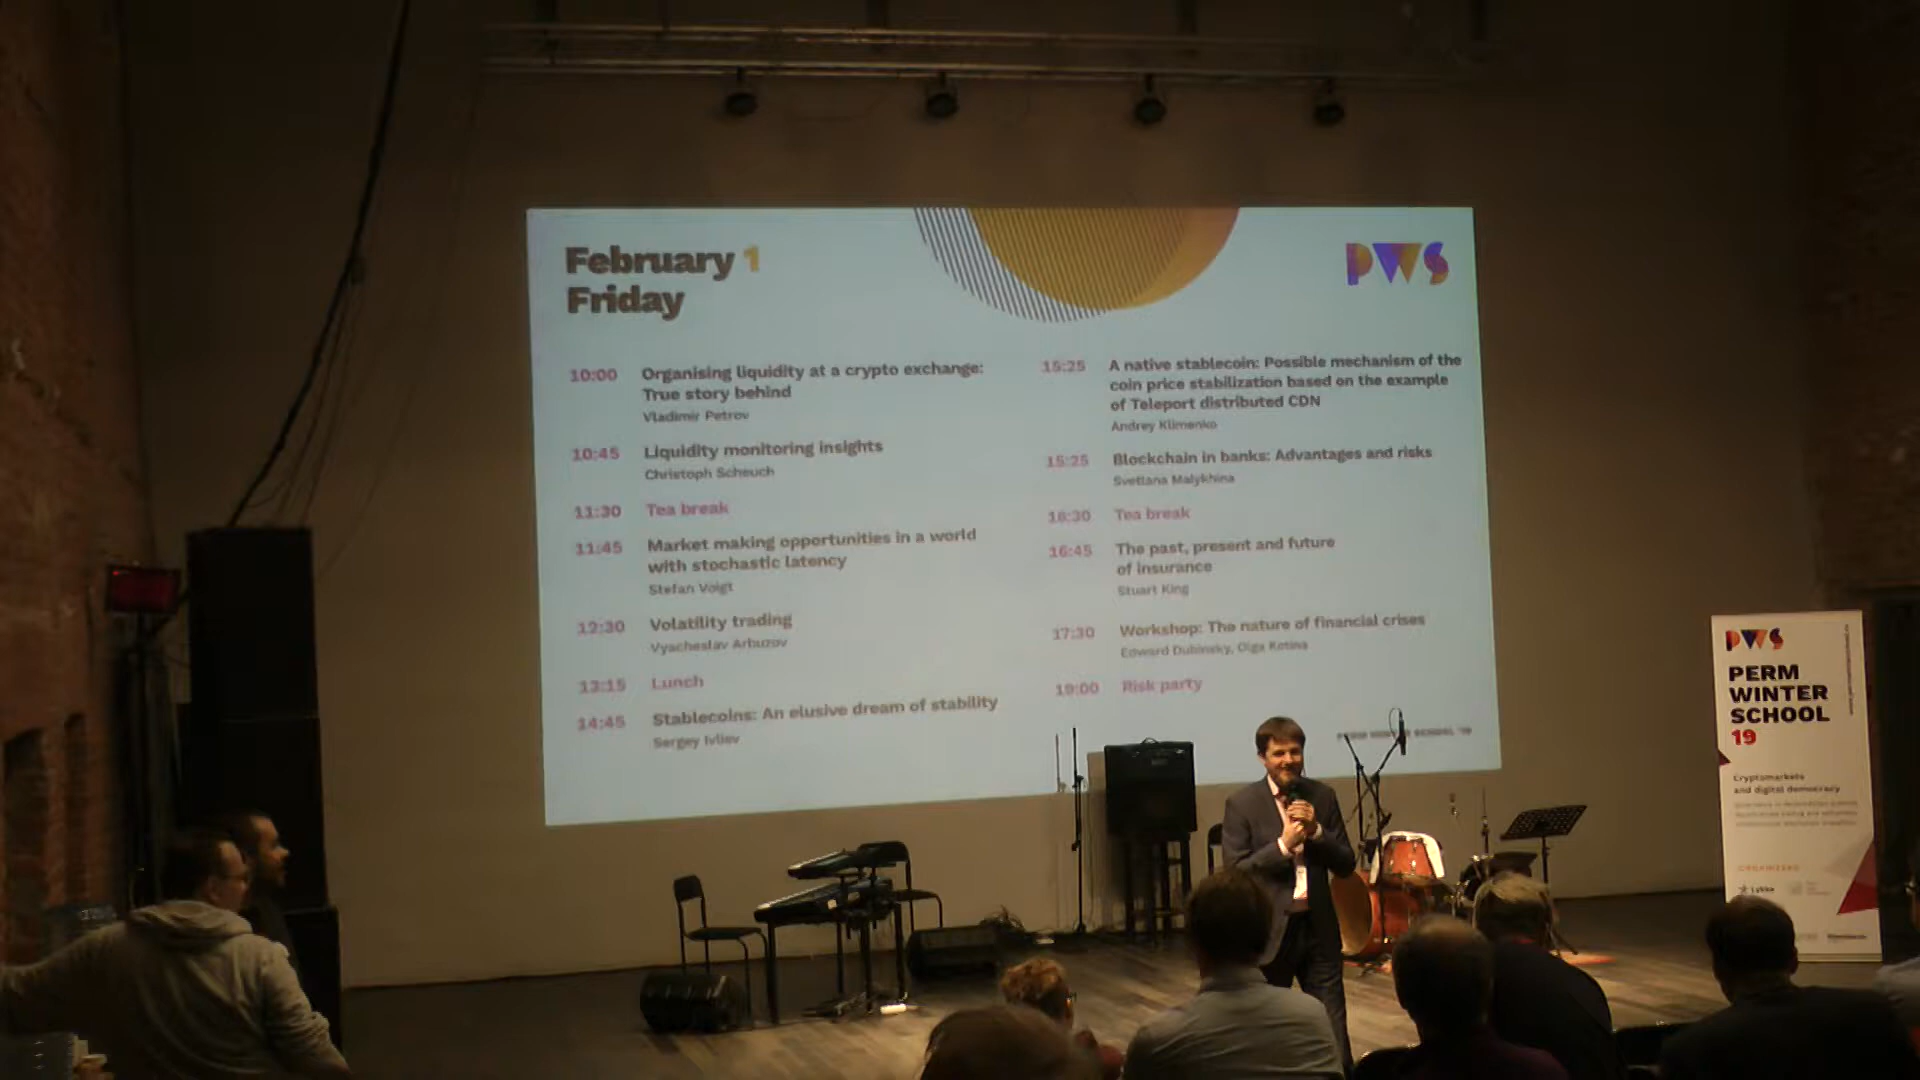 February 1
Friday
PWS
10:00 Organising liquidity at a crypto exchange:
True story behind
Vladimir Petrov
10:45 Liquidity monitoring insights
Christoph Scheuch
11:30 Tea break
11:45 Market making opportunities in a world
with stochastic latency
Stefan Voigt
12:30 Volatility trading
Vyacheslav Arbuzov
13:15 Lunch
14:45 Stablecoins: An elusive dream of stability
Sergey Ivliev
15:25 A native stablecoin: Possible mechanism of the
coin price stabilization based on the example
of Teleport distributed CDN
Andrey Klimenko
15:25 Blockchain in banks: Advantages and risks
Svetlana Malykhina
16:30 Tea break
16:45 The past, present and future
of insurance
Stuart King
17:30 Workshop: The nature of financial crises
Edward Dubinsky, Olga Kotina
19:00 Risk party
PERM WINTER SCHOOL '19
PWS
PERM
WINTER
SCHOOL
19
Cryptomarkets
and digital democracy
ORGANIZERS
Lykke